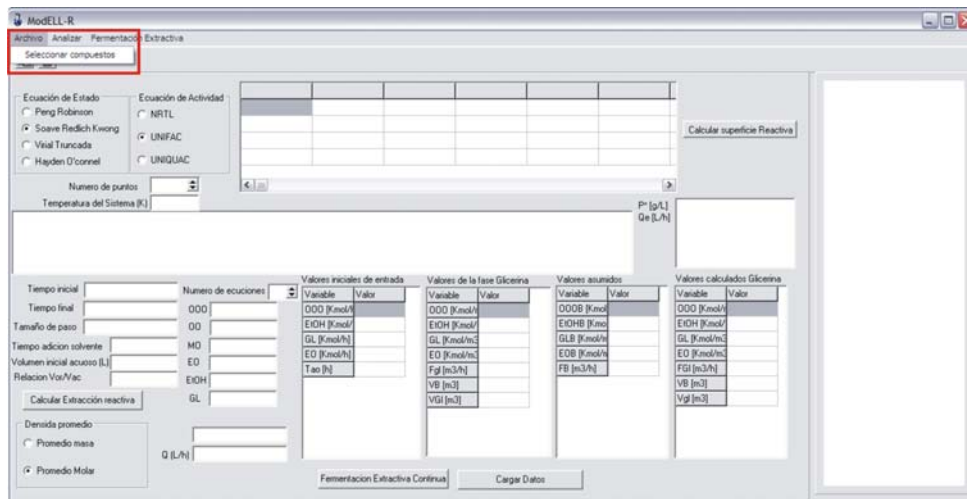 ModELL-R
Archivo Analizar Fermentación Extractiva
Seleccionar compuestos
Ecuación de Estado
Peng Robinson
Soave Redlich Kwong
Virial Truncada
Hayden O'connel
Ecuación de Actividad
NRTL
UNIFAC
UNIQUAC
Calcular superficie Reactiva
Numero de puntos
Temperatura del Sistema (K)
P* [g/L]
Qe [L/h]
Tiempo inicial
Tiempo final
Tamaño de paso
Tiempo adicion solvente
Volumen inicial acuoso (L)
Relacion Vor/Vac
Calcular Extracción reactiva
Densida promedio
Promedio masa
Promedio Molar
Numero de ecuciones
OOO
OO
MO
EO
EtOH
GL
Q (L/h)
Valores iniciales de entrada
Variable Valor
OOO [Kmol/h
EtOH [Kmol/
GL [Kmol/h]
EO [Kmol/h]
Tao [h]
Valores de la fase Glicerina
Variable Valor
OOO [Kmol/r
EtOH [Kmol/
GL [Kmol/m3
EO [Kmol/m3
Fgl [m3/h]
VB [m3]
VGl [m3]
Valores asumidos
Variable Valor
OOOB [Kmol
EtOHB [Kmo
GLB [Kmol/m
EOB [Kmol/m
FB [m3/h]
Valores calculados Glicerina
Variable Valor
OOO [Kmol/r
EtOH [Kmol/
GL [Kmol/m3
EO [Kmol/m3
FGl [m3/h]
VB [m3]
Vgl [m3]
Fermentacion Extractiva Continua
Cargar Datos